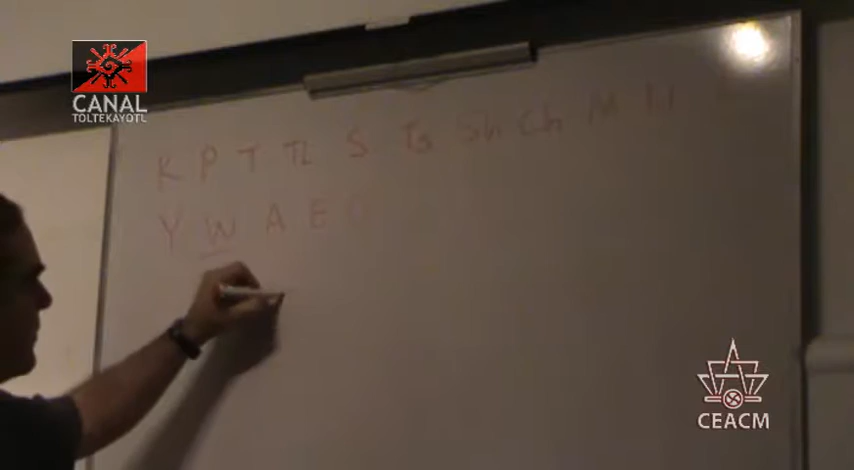 CANAL
TOLTEKAYOTL
K P T TL S Ts Sh Ch M
Y W A E
CEACM